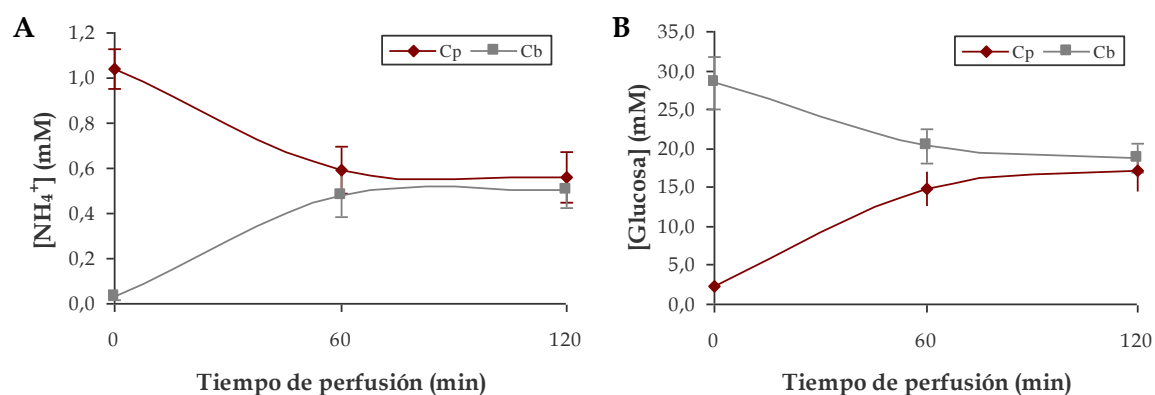 A
1,2
1,0
0,8
0,6
0,4
0,2
0,0
[NH₄⁺] (mM)
Cp Cb
0 60 120
Tiempo de perfusión (min)
B
35,0
30,0
25,0
20,0
15,0
10,0
5,0
0,0
[Glucosa] (mM)
Cp Cb
0 60 120
Tiempo de perfusión (min)